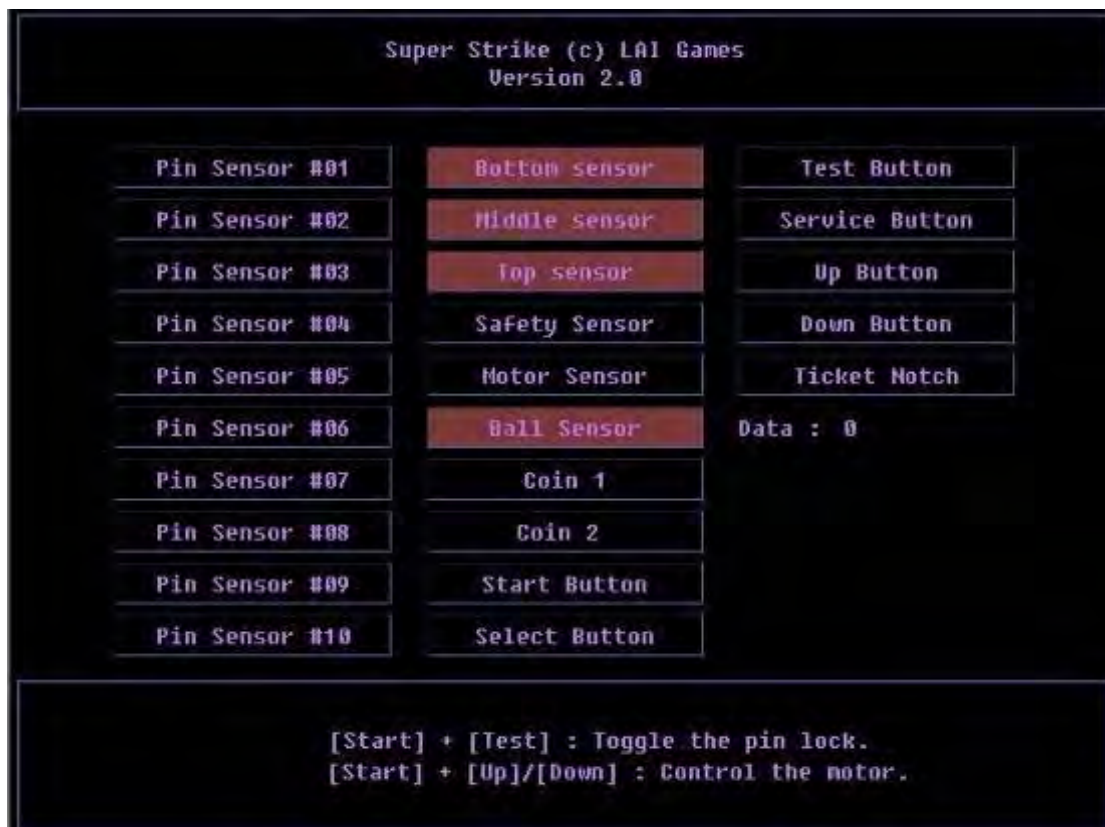 Super Strike (c) LAI Games
Version 2.0
Pin Sensor #01
Bottom sensor
Test Button
Pin Sensor #02
Middle sensor
Service Button
Pin Sensor #03
Top sensor
Up Button
Pin Sensor #04
Safety Sensor
Down Button
Pin Sensor #05
Motor Sensor
Ticket Notch
Pin Sensor #06
Ball Sensor
Data : 0
Pin Sensor #07
Coin 1
Pin Sensor #08
Coin 2
Pin Sensor #09
Start Button
Pin Sensor #10
Select Button
[Start] + [Test] : Toggle the pin lock.
[Start] + [Up]/[Down] : Control the motor.